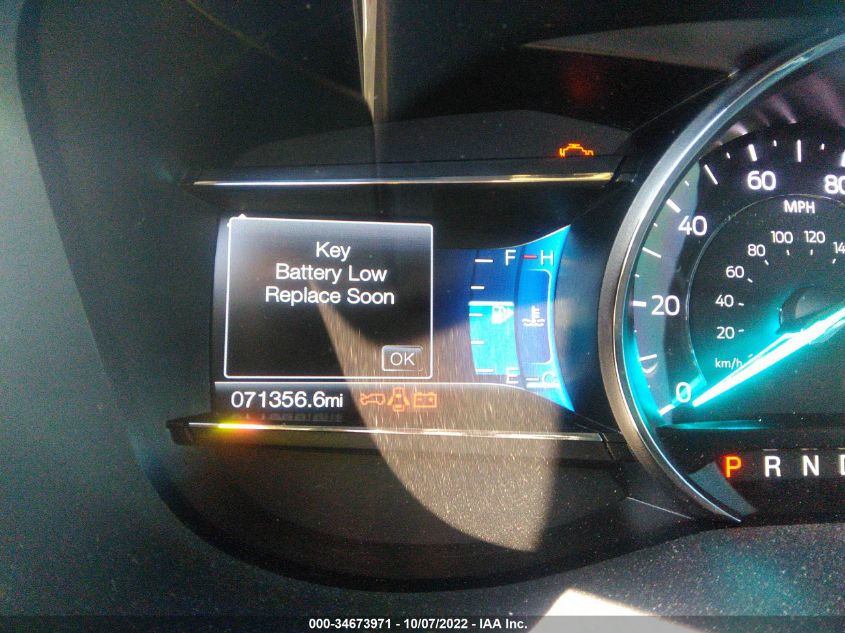 Key
Battery Low
Replace Soon
OK
071356.6mi
F
H
E
C
0
20
40
60
80
MPH
20
40
60
80
100
120
km/h
P R N
000-34673971 - 10/07/2022 - IAA Inc.